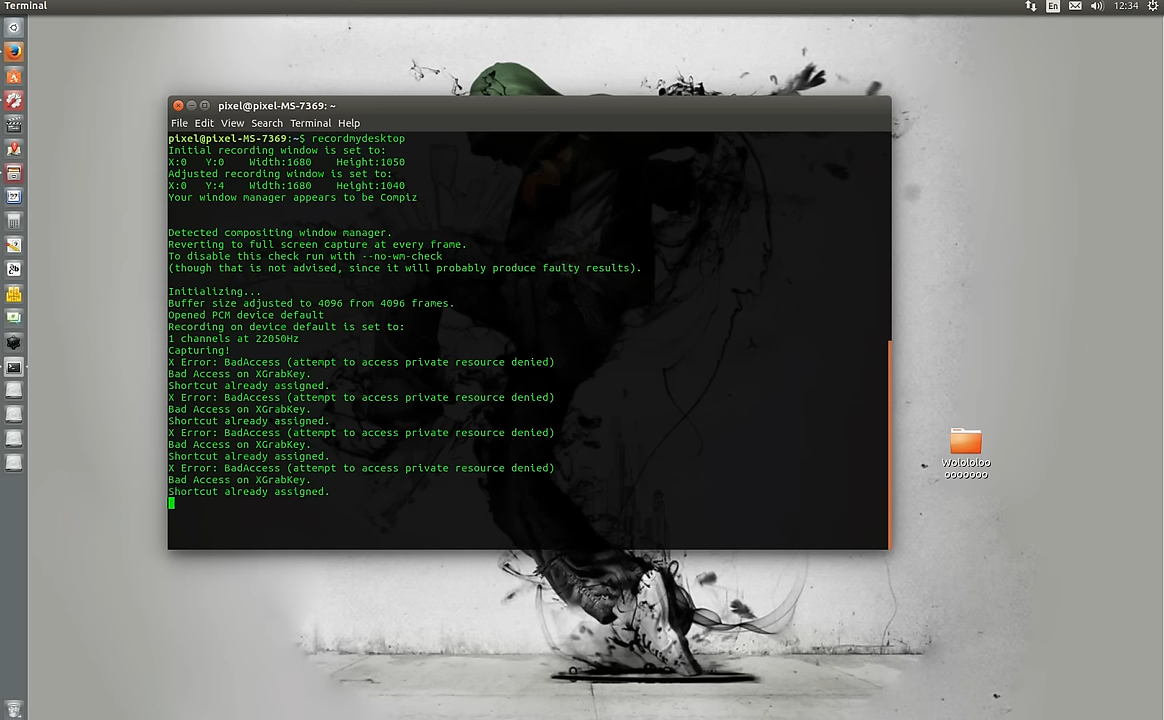 Terminal
En
12:34
pixel@pixel-MS-7369: ~
File Edit View Search Terminal Help
pixel@pixel-MS-7369:~$ recordmydesktop
Initial recording window is set to:
X:0   Y:0    Width:1680    Height:1050
Adjusted recording window is set to:
X:0   Y:4    Width:1680    Height:1040
Your window manager appears to be Compiz
Detected compositing window manager.
Reverting to full screen capture at every frame.
To disable this check run with --no-wm-check
(though that is not advised, since it will probably produce faulty results).
Initializing...
Buffer size adjusted to 4096 from 4096 frames.
Opened PCM device default
Recording on device default is set to:
1 channels at 22050Hz
Capturing!
X Error: BadAccess (attempt to access private resource denied)
Bad Access on XGrabKey.
Shortcut already assigned.
X Error: BadAccess (attempt to access private resource denied)
Bad Access on XGrabKey.
Shortcut already assigned.
X Error: BadAccess (attempt to access private resource denied)
Bad Access on XGrabKey.
Shortcut already assigned.
X Error: BadAccess (attempt to access private resource denied)
Bad Access on XGrabKey.
Shortcut already assigned.
Wolololoo
ooooooo